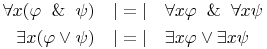 ∀x(φ & ψ) | = | ∀xφ & ∀xψ
∃x(φ ∨ ψ) | = | ∃xφ ∨ ∃xψ